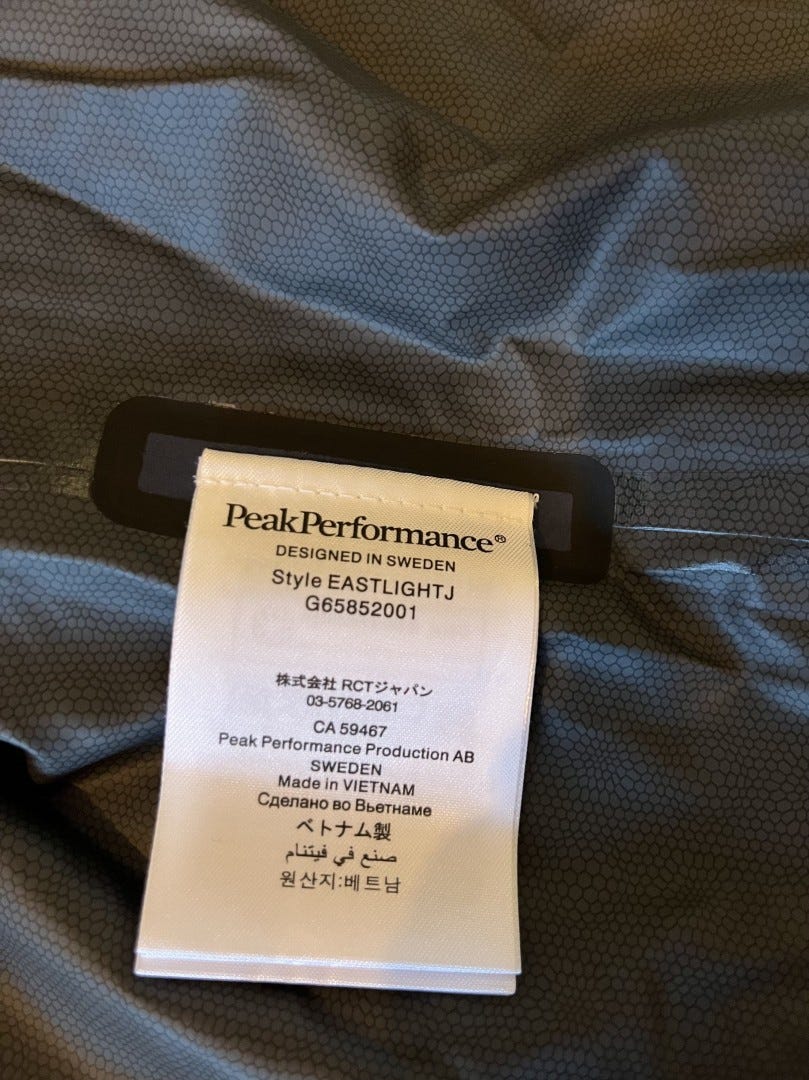 PeakPerformance®
DESIGNED IN SWEDEN
Style EASTLIGHTJ
G65852001
株式会社 RCTジャパン
03-5768-2061
CA 59467
Peak Performance Production AB
SWEDEN
Made in VIETNAM
Сделано во Вьетнаме
ベトナム製
صنع في فيتنام
원산지:베트남